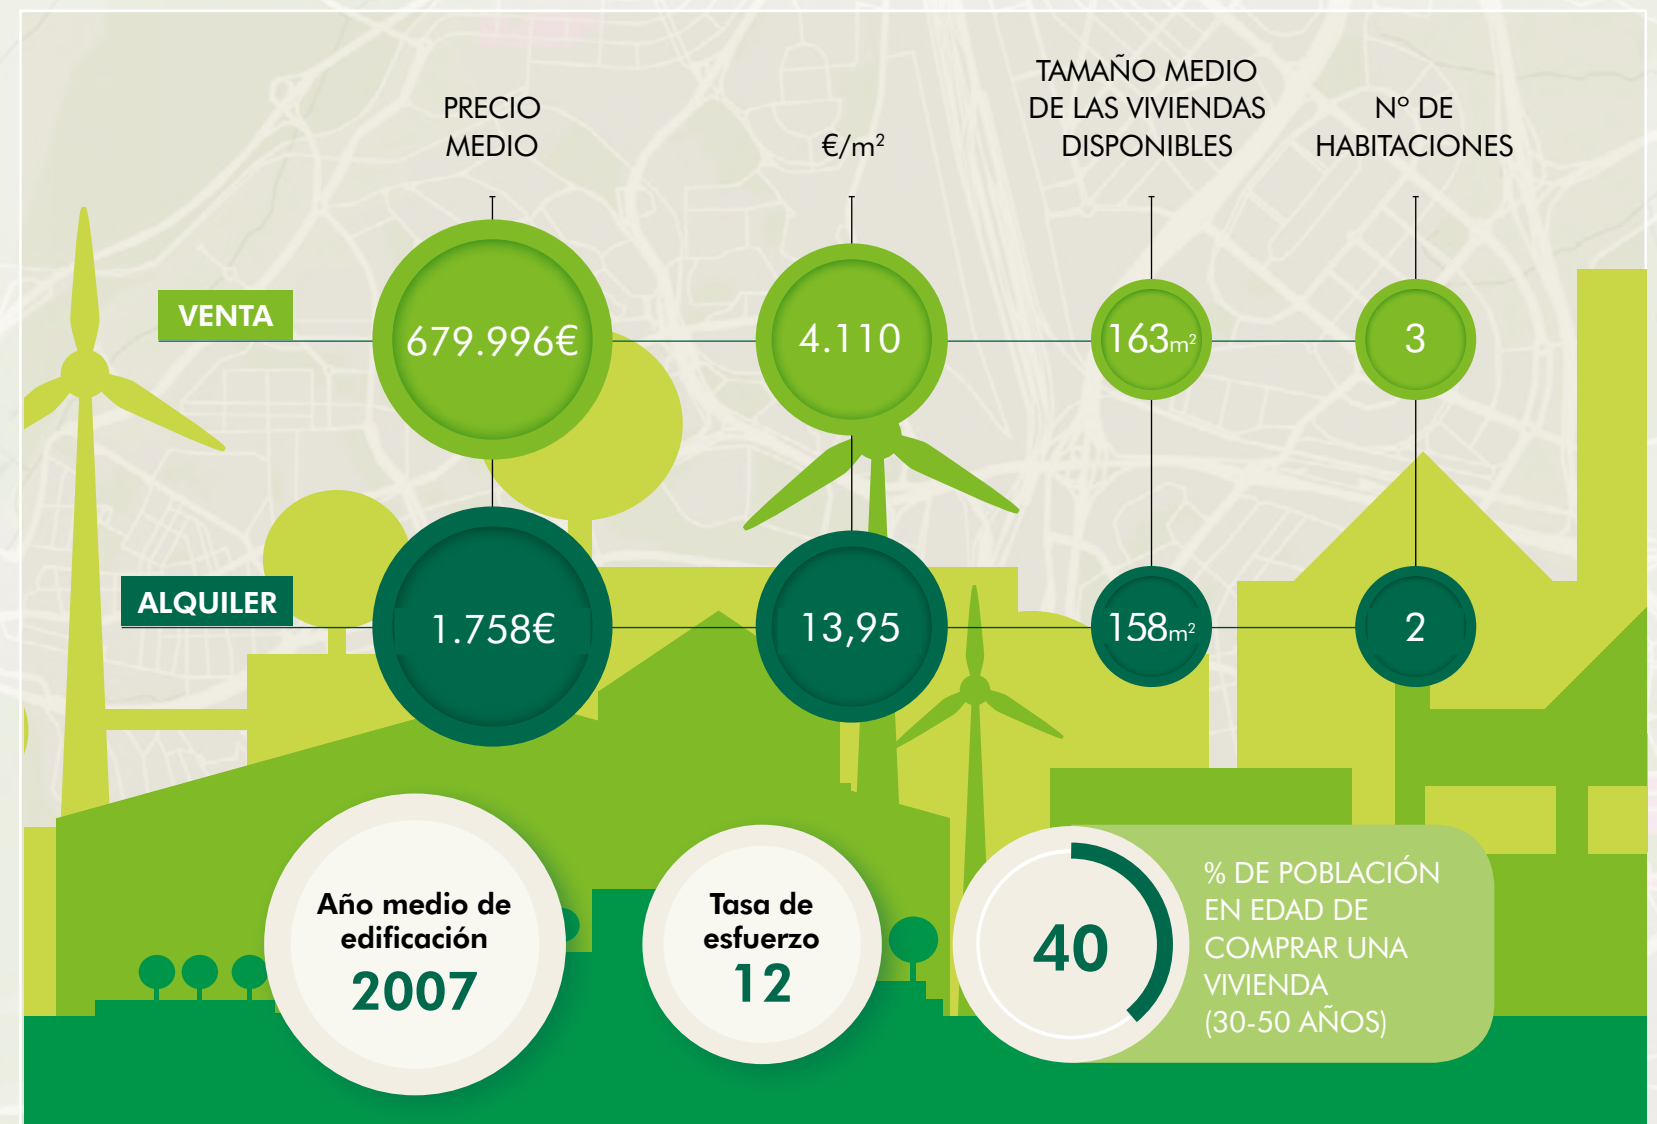 PRECIO
MEDIO
€/m²
TAMAÑO MEDIO
DE LAS VIVIENDAS
DISPONIBLES
Nº DE
HABITACIONES
VENTA
679.996€
4.110
163m²
3
ALQUILER
1.758€
13,95
158m²
2
Año medio de
edificación
2007
Tasa de
esfuerzo
12
40
% DE POBLACIÓN
EN EDAD DE
COMPRAR UNA
VIVIENDA
(30-50 AÑOS)